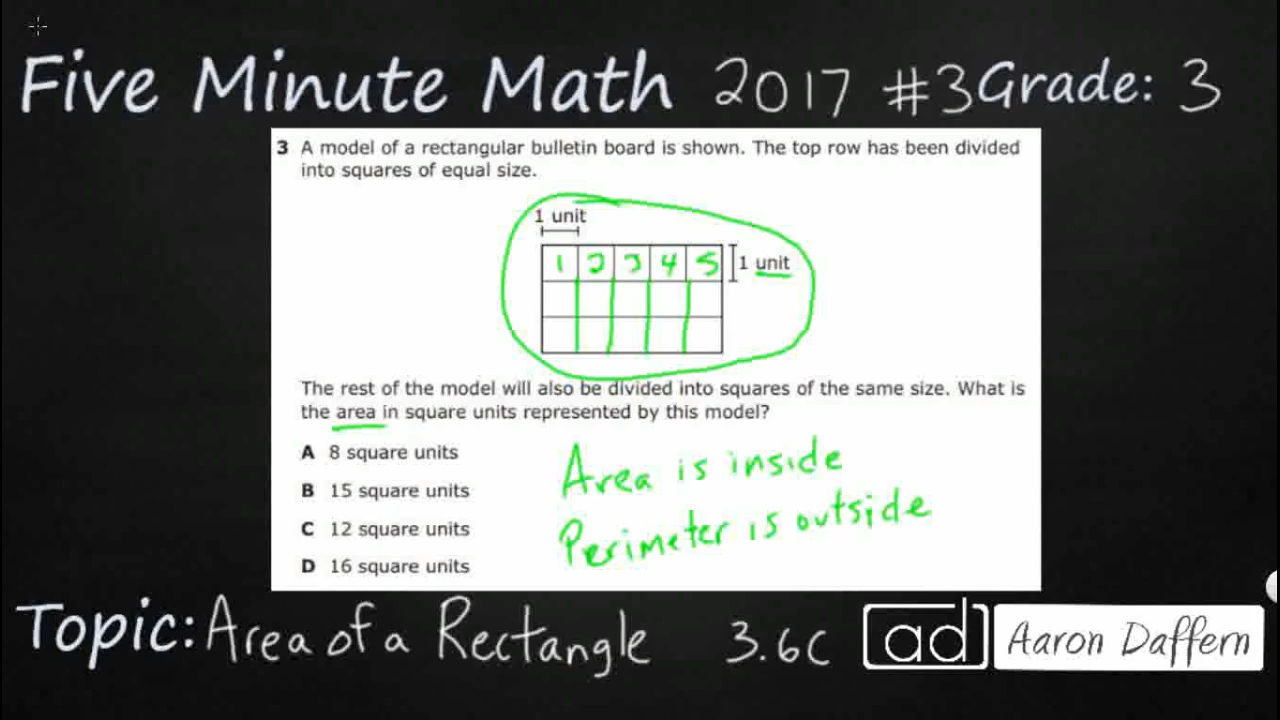 Five Minute Math 2017 #3 Grade: 3
3 A model of a rectangular bulletin board is shown. The top row has been divided
into squares of equal size.
1 unit
1 2 3 4 5 1 unit
The rest of the model will also be divided into squares of the same size. What is
the area in square units represented by this model?
A 8 square units
B 15 square units
C 12 square units
D 16 square units
Area is inside
Perimeter is outside
Topic: Area of a Rectangle 3.6C ad Aaron Daffern